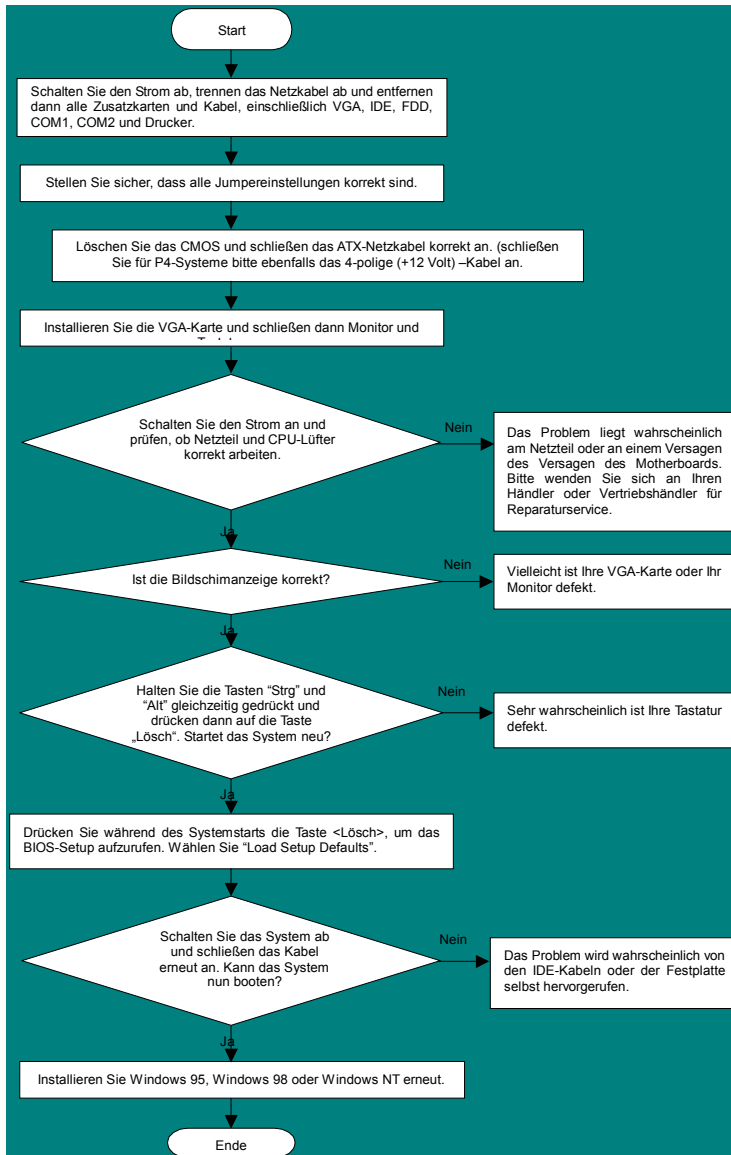 Start
Schalten Sie den Strom ab, trennen das Netzkabel ab und entfernen
dann alle Zusatzkarten und Kabel, einschließlich VGA, IDE, FDD,
COM1, COM2 und Drucker.
Stellen Sie sicher, dass alle Jumpereinstellungen korrekt sind.
Löschen Sie das CMOS und schließen das ATX-Netzkabel korrekt an. (schließen
Sie für P4-Systeme bitte ebenfalls das 4-polige (+12 Volt) –Kabel an.
Installieren Sie die VGA-Karte und schließen dann Monitor und
Schalten Sie den Strom an und
prüfen, ob Netzteil und CPU-Lüfter
korrekt arbeiten.
Nein
Das Problem liegt wahrscheinlich
am Netzteil oder an einem Versagen
des Versagen des Motherboards.
Bitte wenden Sie sich an Ihren
Händler oder Vertriebshändler für
Reparaturservice.
Ja
Ist die Bildschimanzeige korrekt?
Nein
Vielleicht ist Ihre VGA-Karte oder Ihr
Monitor defekt.
Ja
Halten Sie die Tasten “Strg” und
“Alt” gleichzeitig gedrückt und
drücken dann auf die Taste
„Lösch“. Startet das System neu?
Nein
Sehr wahrscheinlich ist Ihre Tastatur
defekt.
Ja
Drücken Sie während des Systemstarts die Taste <Lösch>, um das
BIOS-Setup aufzurufen. Wählen Sie “Load Setup Defaults”.
Schalten Sie das System ab
und schließen das Kabel
erneut an. Kann das System
nun booten?
Nein
Das Problem wird wahrscheinlich von
den IDE-Kabeln oder der Festplatte
selbst hervorgerufen.
Ja
Installieren Sie Windows 95, Windows 98 oder Windows NT erneut.
Ende